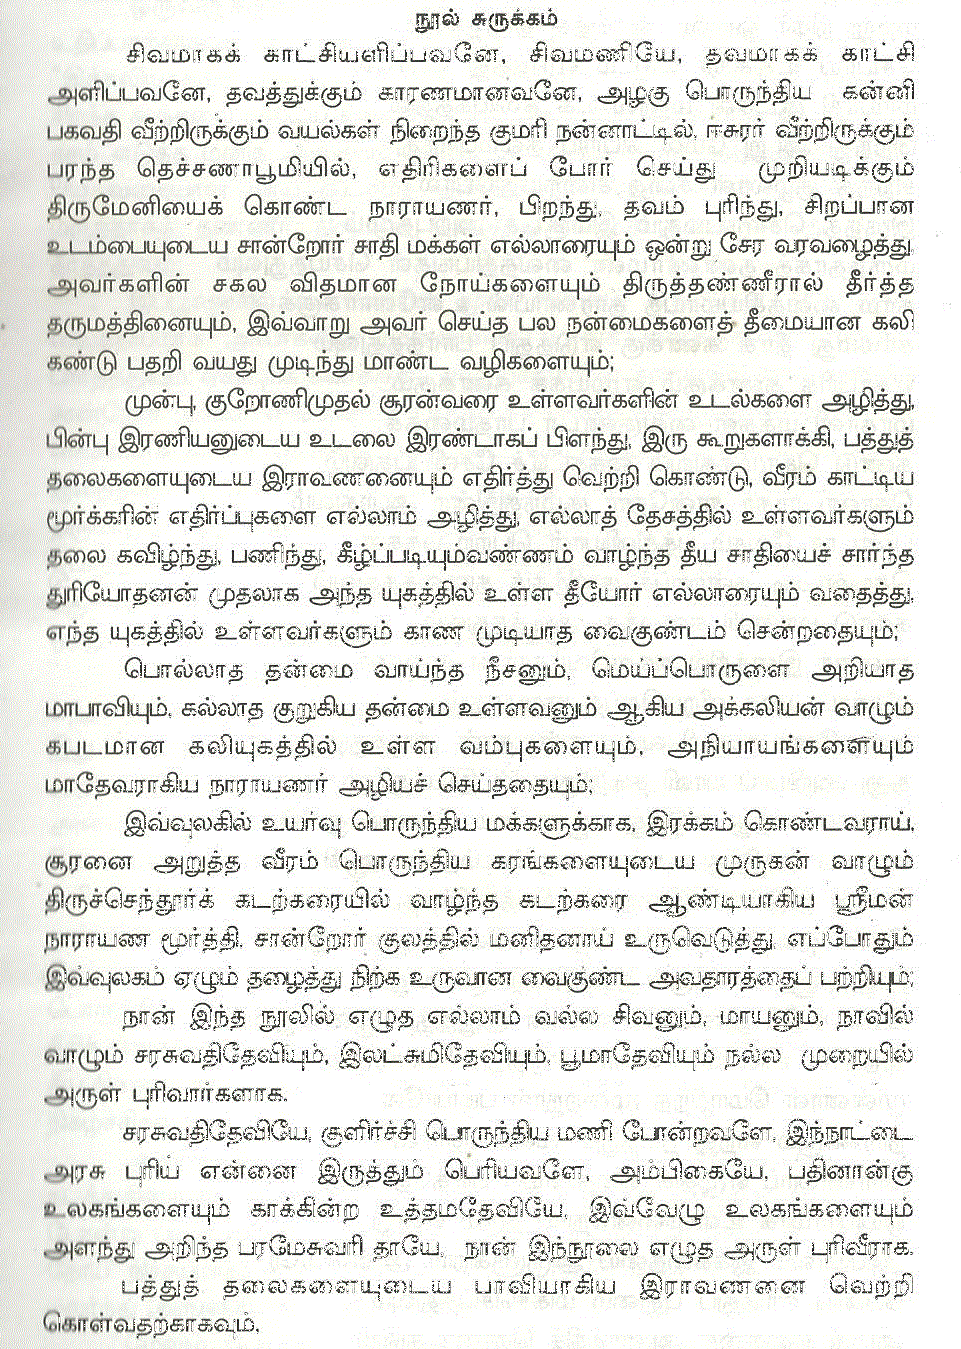 நூல் சுருக்கம்
சிவமாகக் காட்சியளிப்பவனே, சிவமணியே, தவமாகக் காட்சி
அளிப்பவனே, தவத்துக்கும் காரணமானவனே, அழகு பொருந்திய கன்னி
பகவதி வீற்றிருக்கும் வயல்கள் நிறைந்த குமரி நன்னாட்டில், ஈசுரர் வீற்றிருக்கும்
பரந்த தெச்சணாபூமியில், எதிரிகளைப் போர் செய்து முறியடிக்கும்
திருமேனியைக் கொண்ட நாராயணர், பிறந்து, தவம் புரிந்து, சிறப்பான
உடம்பையுடைய சான்றோர் சாதி மக்கள் எல்லாரையும் ஒன்று சேர வரவழைத்து,
அவர்களின் சகல விதமான நோய்களையும் திருத்தண்ணீரால் தீர்த்த
தருமத்தினையும், இவ்வாறு அவர் செய்த பல நன்மைகளைத் தீமையான கலி
கண்டு பதறி வயது முடிந்து மாண்ட வழிகளையும்;
முன்பு, குறோணிமுதல் சூரன்வரை உள்ளவர்களின் உடல்களை அழித்து,
பின்பு இரணியனுடைய உடலை இரண்டாகப் பிளந்து, இரு கூறுகளாக்கி, பத்துத்
தலைகளையுடைய இராவணனையும் எதிர்த்து வெற்றி கொண்டு, வீரம் காட்டிய
மூர்க்கரின் எதிர்ப்புகளை எல்லாம் அழித்து, எல்லாத் தேசத்தில் உள்ளவர்களும்
தலை கவிழ்ந்து, பணிந்து, கீழ்ப்படியும்வண்ணம் வாழ்ந்த தீய சாதியைச் சார்ந்த
துரியோதனன் முதலாக அந்த யுகத்தில் உள்ள தீயோர் எல்லாரையும் வதைத்து,
எந்த யுகத்தில் உள்ளவர்களும் காண முடியாத வைகுண்டம் சென்றதையும்;
பொல்லாத தன்மை வாய்ந்த நீசனும், மெய்ப்பொருளை அறியாத
மாபாவியும், கல்லாத குறுகிய தன்மை உள்ளவனும் ஆகிய அக்கலியன் வாழும்
கபடமான கலியுகத்தில் உள்ள வம்புகளையும், அநியாயங்களையும்
மாதேவராகிய நாராயணர் அழியச் செய்ததையும்;
இவ்வுலகில் உயர்வு பொருந்திய மக்களுக்காக, இரக்கம் கொண்டவராய்,
சூரனை அறுத்த வீரம் பொருந்திய கரங்களையுடைய முருகன் வாழும்
திருச்செந்தூர்க் கடற்கரையில் வாழ்ந்த கடற்கரை ஆண்டியாகிய ஸ்ரீமன்
நாராயண மூர்த்தி, சான்றோர் குலத்தில் மனிதனாய் உருவெடுத்து, எப்போதும்
இவ்வுலகம் ஏழும் தழைத்து நிற்க உருவான வைகுண்ட அவதாரத்தைப் பற்றியும்;
நான் இந்த நூலில் எழுத எல்லாம் வல்ல சிவனும், மாயனும், நாவில்
வாழும் சரசுவதிதேவியும், இலட்சுமிதேவியும், பூமாதேவியும் நல்ல முறையில்
அருள் புரிவார்களாக.
சரசுவதிதேவியே, குளிர்ச்சி பொருந்திய மணி போன்றவளே, இந்நாட்டை
அரசு புரிய என்னை இருத்தும் பெரியவளே, அம்பிகையே, பதினான்கு
உலகங்களையும் காக்கின்ற உத்தமதேவியே, இவ்வேழு உலகங்களையும்
அளந்து அறிந்த பரமேசுவரி தாயே, நான் இந்நூலை எழுத அருள் புரிவீராக.
பத்துத் தலைகளையுடைய பாவியாகிய இராவணனை வெற்றி
கொள்வதற்காகவும்,